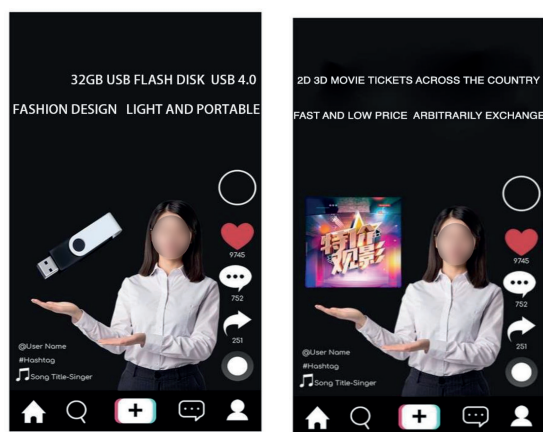 32GB USB FLASH DISK USB 4.0
FASHION DESIGN LIGHT AND PORTABLE
9745
752
251
@User Name
#Hashtag
Song Title-Singer
2D 3D MOVIE TICKETS ACROSS THE COUNTRY
FAST AND LOW PRICE ARBITRARILY EXCHANGE
特价
观影
9745
752
251
@User Name
#Hashtag
Song Title-Singer